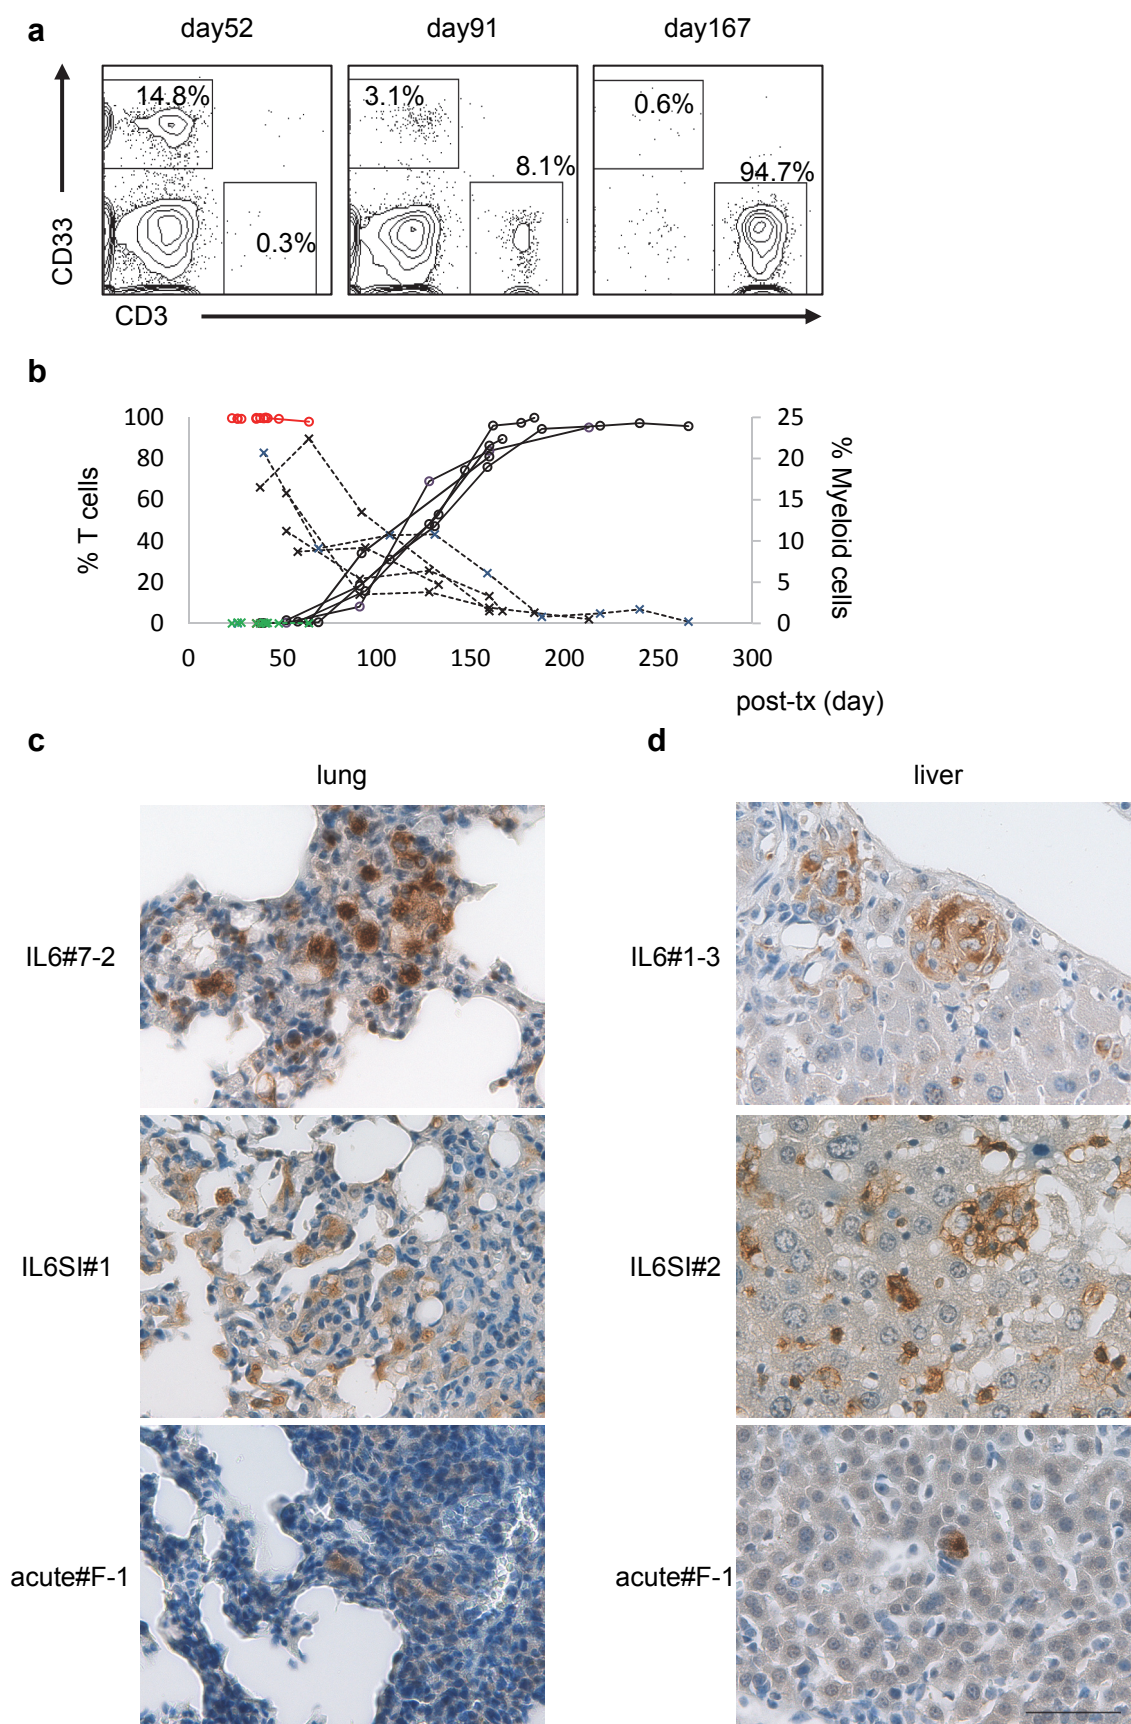 a
day52 day91 day167
14.8% 3.1% 0.6%
8.1% 94.7%
0.3%
CD33
CD3
b
100 25
80 20
60 15
40 10
20 5
0 0
% T cells
% Myeloid cells
0 50 100 150 200 250 300
post-tx (day)
c d
lung liver
IL6#7-2 IL6#1-3
IL6SI#1 IL6SI#2
acute#F-1 acute#F-1